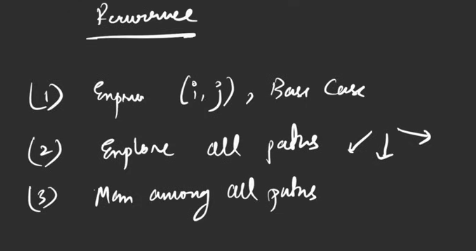 Recurrence
(1) Express (i, j), Base Case
(2) Explore all paths
(3) Max among all paths